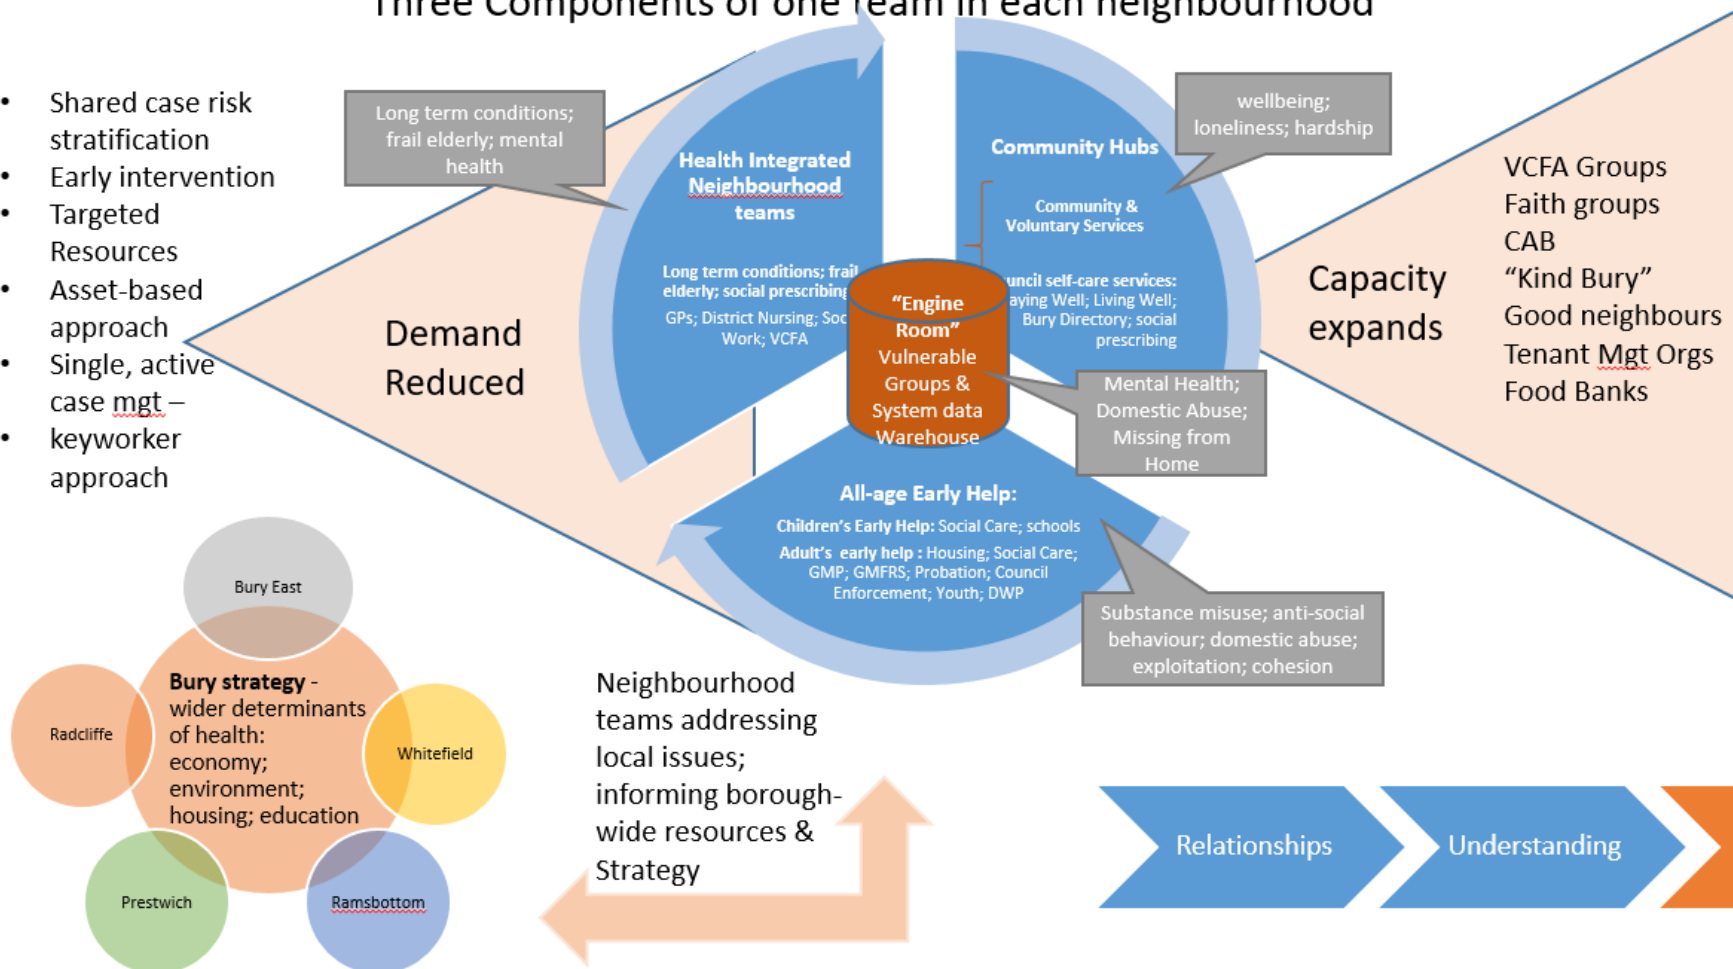 Three Components of one team in each neighbourhood
• Shared case risk
stratification
• Early intervention
• Targeted
Resources
• Asset-based
approach
• Single, active
case mgt –
• keyworker
approach
Long term conditions;
frail elderly; mental
health
Demand
Reduced
Health Integrated
Neighbourhood
teams
Long term conditions; frail
elderly; social prescribing
GPs; District Nursing; Soc
Work; VCFA
Community Hubs
Community &
Voluntary Services
uncil self-care services:
aying Well; Living Well;
Bury Directory; social
prescribing
wellbeing;
loneliness; hardship
"Engine
Room"
Vulnerable
Groups &
System data
Warehouse
Mental Health;
Domestic Abuse;
Missing from
Home
All-age Early Help:
Children's Early Help: Social Care; schools
Adult's early help : Housing; Social Care;
GMP; GMFRS; Probation; Council
Enforcement; Youth; DWP
Substance misuse; anti-social
behaviour; domestic abuse;
exploitation; cohesion
Capacity
expands
VCFA Groups
Faith groups
CAB
"Kind Bury"
Good neighbours
Tenant Mgt Orgs
Food Banks
Bury East
Radcliffe
Bury strategy -
wider determinants
of health:
economy;
environment;
housing; education
Whitefield
Prestwich
Ramsbottom
Neighbourhood
teams addressing
local issues;
informing borough-
wide resources &
Strategy
Relationships
Understanding